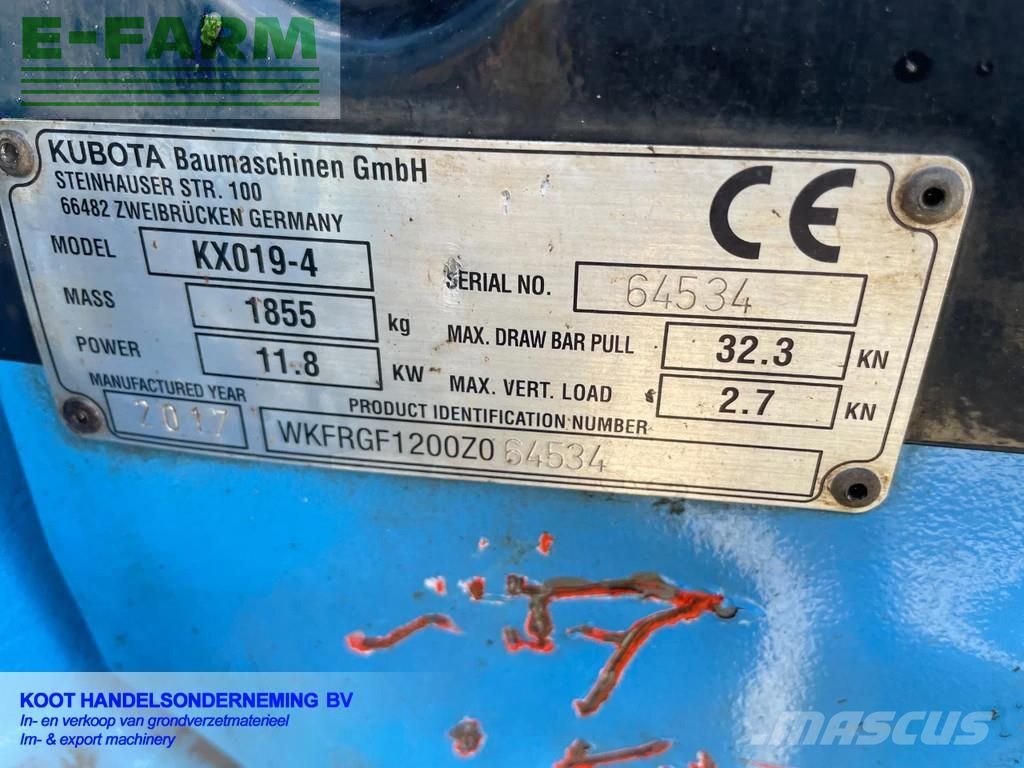 E-FARM
KUBOTA Baumaschinen GmbH
STEINHAUSER STR. 100
66482 ZWEIBRÜCKEN GERMANY
CE
MODEL KX019-4
SERIAL NO. 64534
MASS 1855 kg
MAX. DRAW BAR PULL 32.3 KN
POWER 11.8 KW
MAX. VERT. LOAD 2.7 KN
MANUFACTURED YEAR
2017
PRODUCT IDENTIFICATION NUMBER
WKFRGF1200Z064534
KOOT HANDELSONDERNEMING BV
In- en verkoop van grondverzetmaterieel
Im- & export machinery
MASCUS